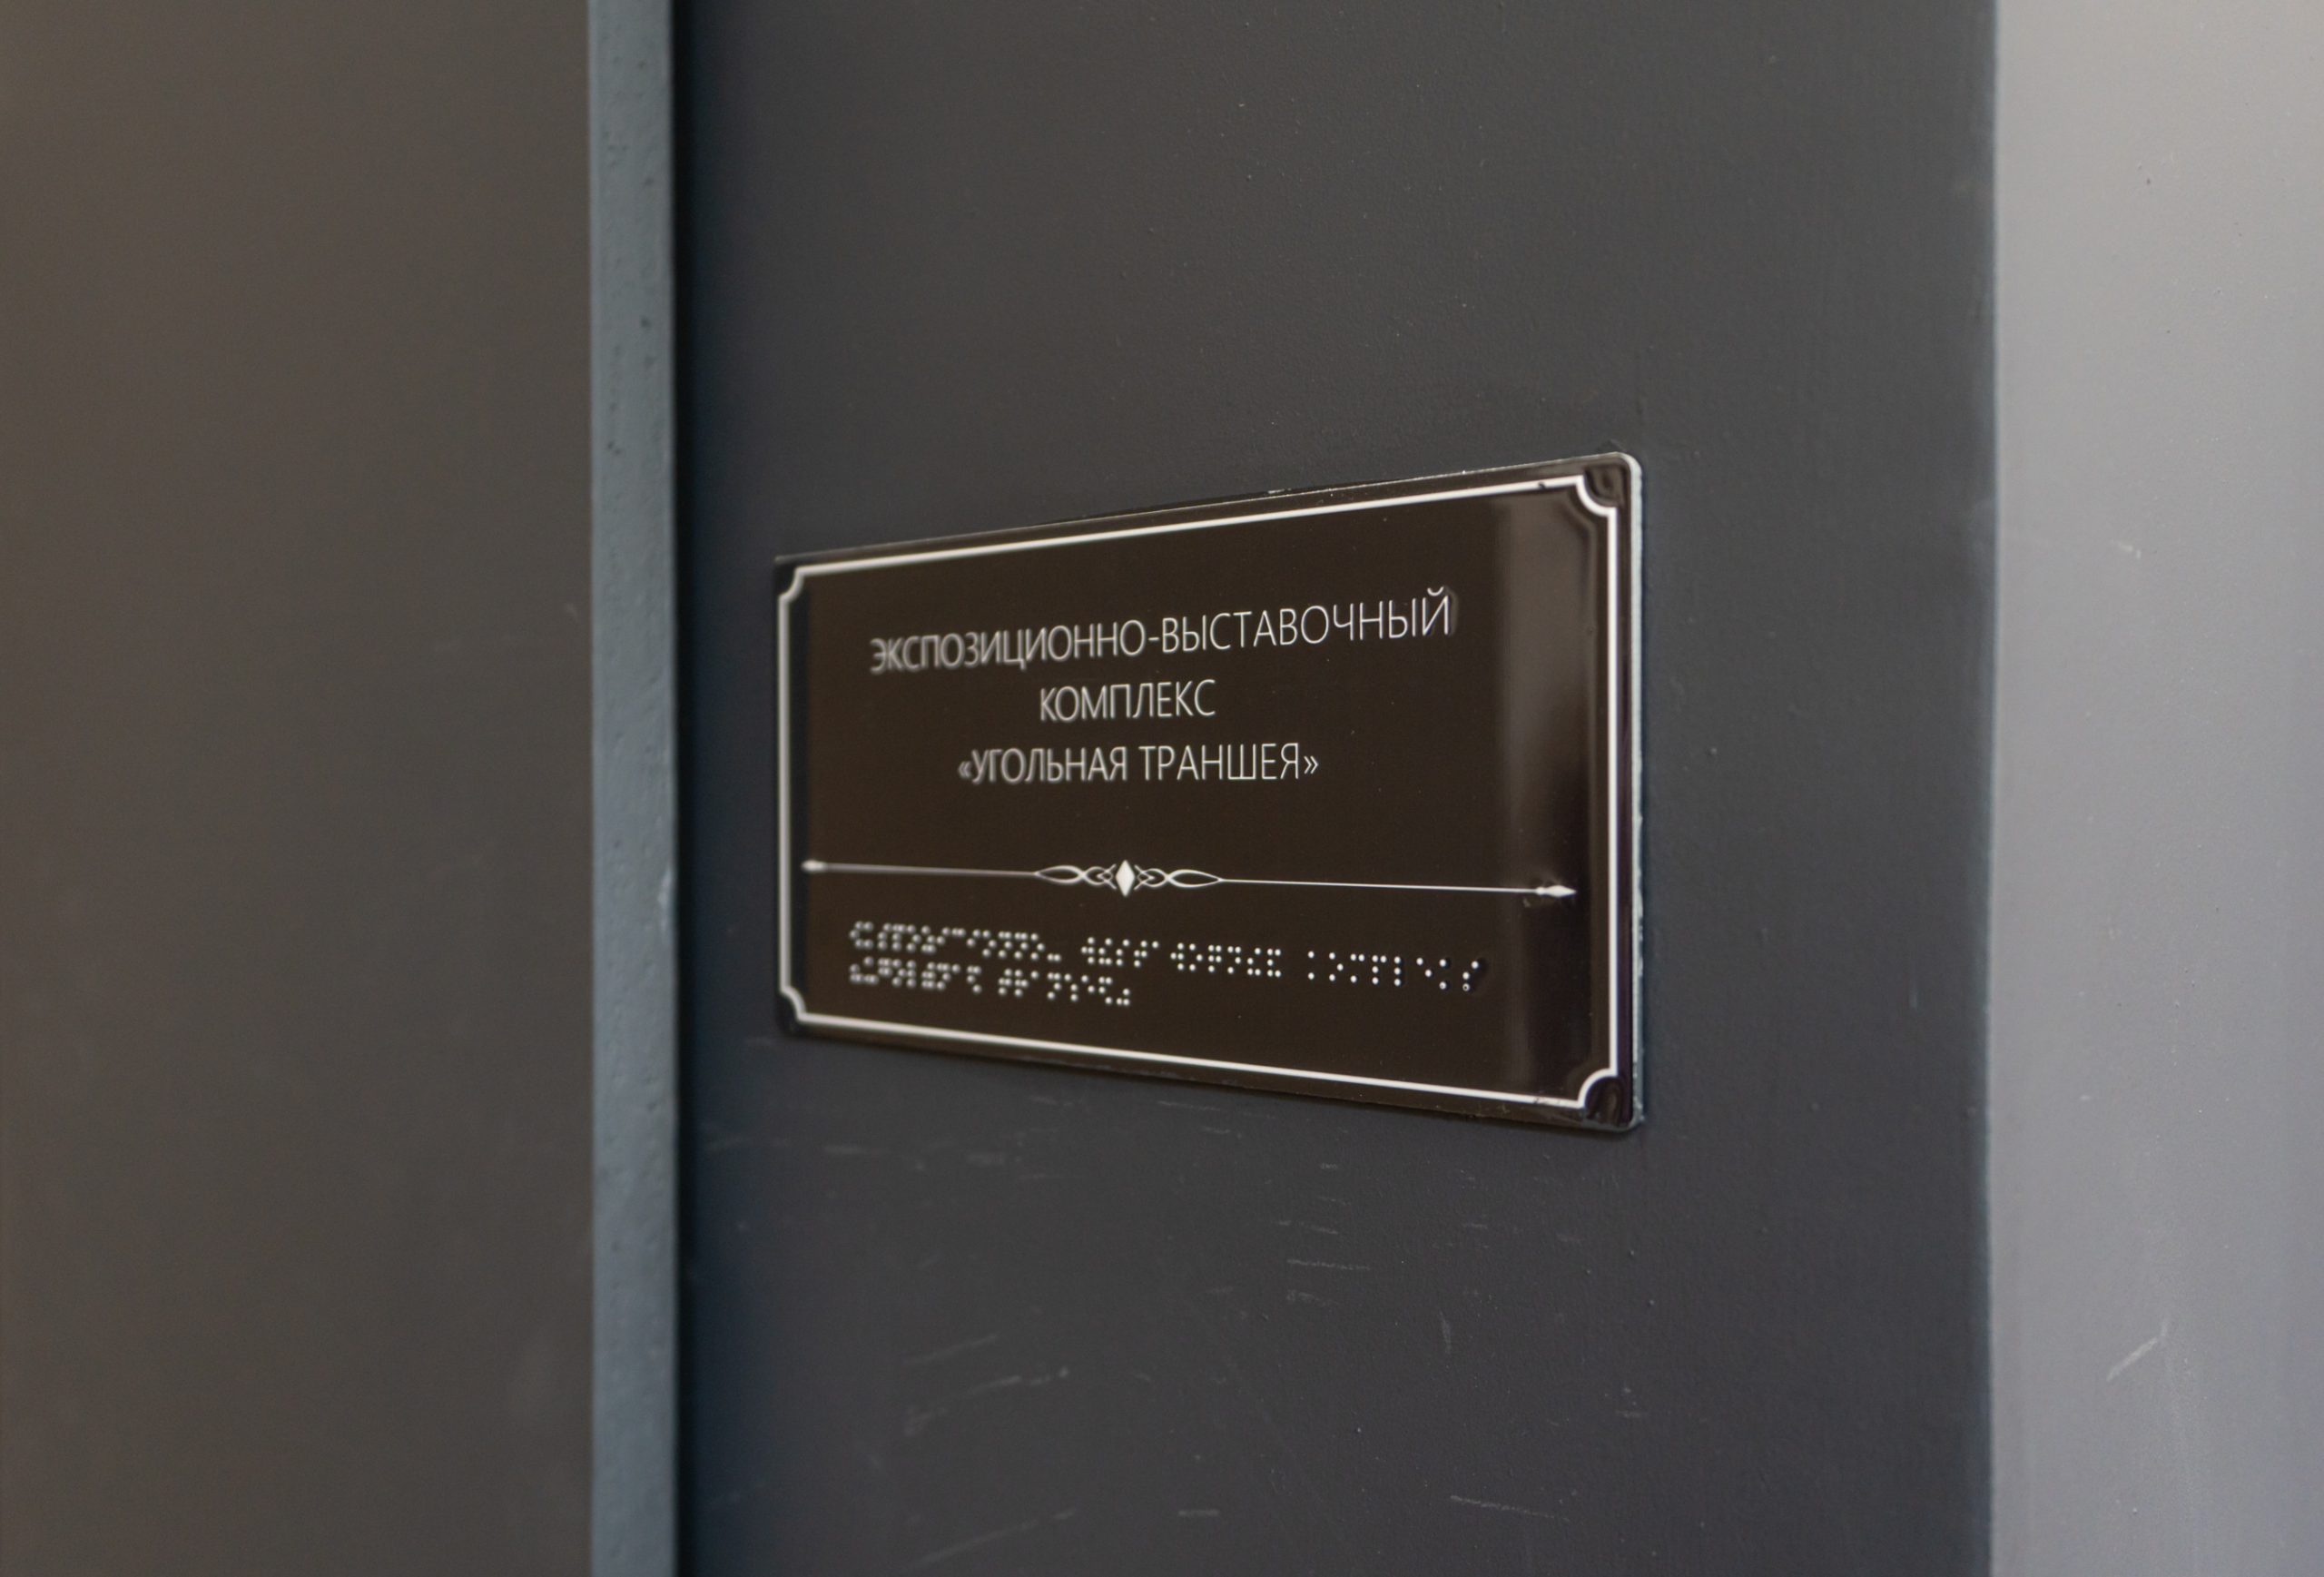 ЭКСПОЗИЦИОННО-ВЫСТАВОЧНЫЙ
КОМПЛЕКС
«УГОЛЬНАЯ ТРАНШЕЯ»